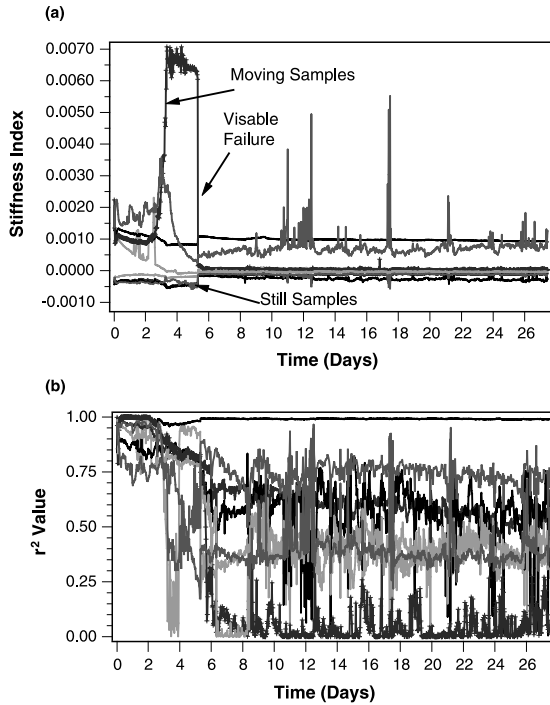 (a)
0.0070
0.0060
0.0050
0.0040
0.0030
0.0020
0.0010
0.0000
-0.0010
Stiffness Index
Moving Samples
Visable
Failure
Still Samples
0 2 4 6 8 10 12 14 16 18 20 22 24 26
Time (Days)
(b)
1.00
0.75
0.50
0.25
0.00
r² Value
0 2 4 6 8 10 12 14 16 18 20 22 24 26
Time (Days)